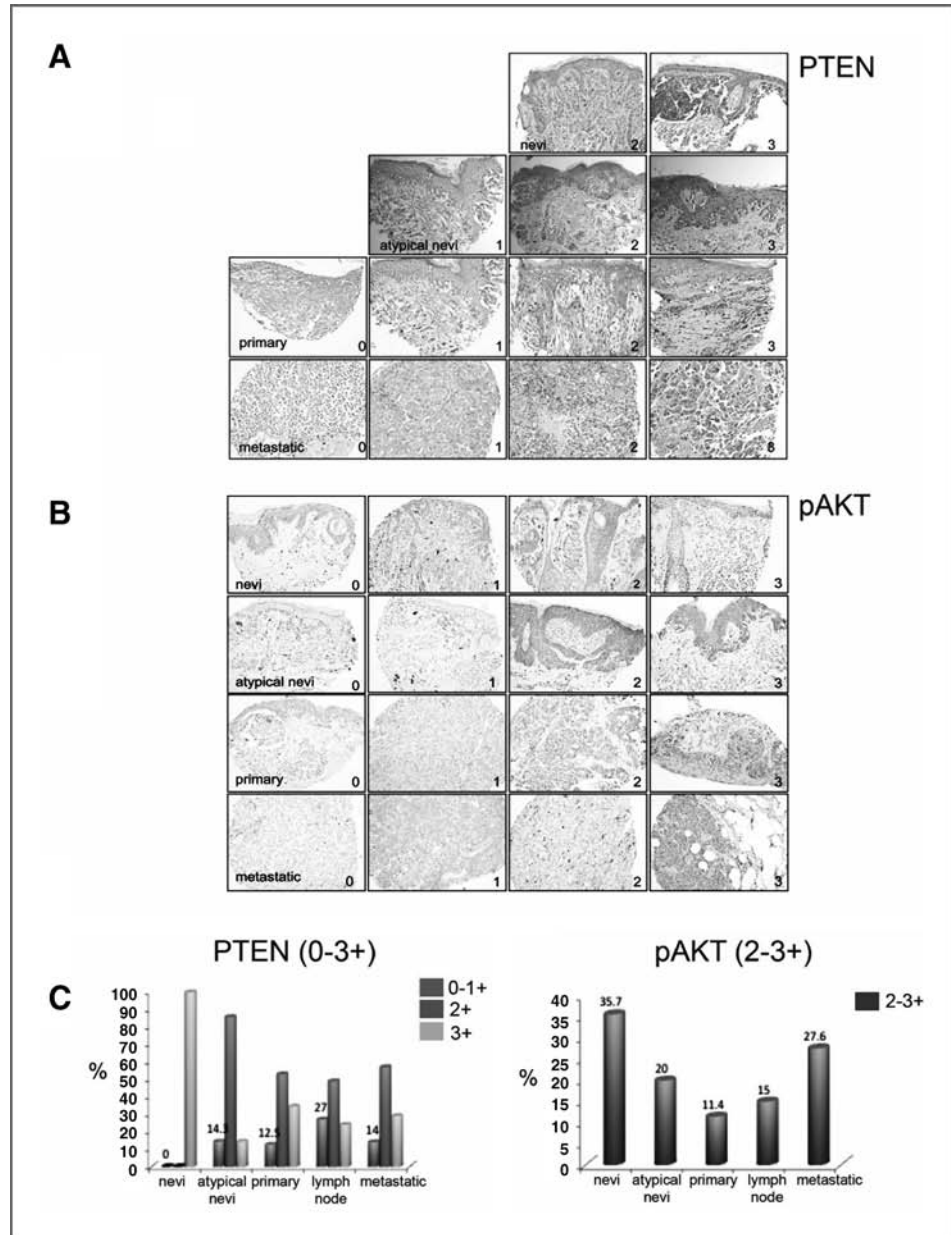 A
PTEN
nevi 2 3
atypical nevi 1 2 3
primary 0 1 2 3
metastatic 0 1 2 3
B
pAKT
nevi 0 1 2 3
atypical nevi 0 1 2 3
primary 0 1 2 3
metastatic 0 1 2 3
C
PTEN (0-3+)
0-1+
2+
3+
%
100
90
80
70
60
50
40
30
20
10
0
0 14.3 12.5 27 14
nevi atypical nevi primary lymph node metastatic
pAKT (2-3+)
2-3+
%
40
35
30
25
20
15
10
5
0
35.7 20 11.4 15 27.6
nevi atypical nevi primary lymph node metastatic